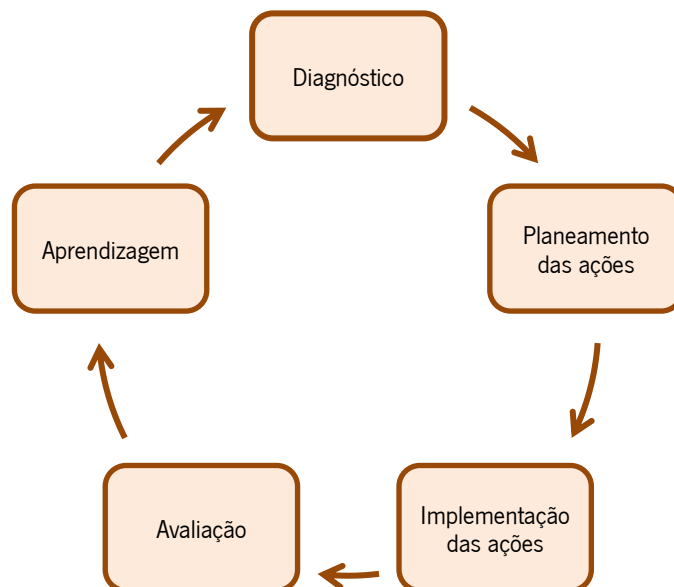 Diagnóstico
Planeamento
das ações
Implementação
das ações
Avaliação
Aprendizagem